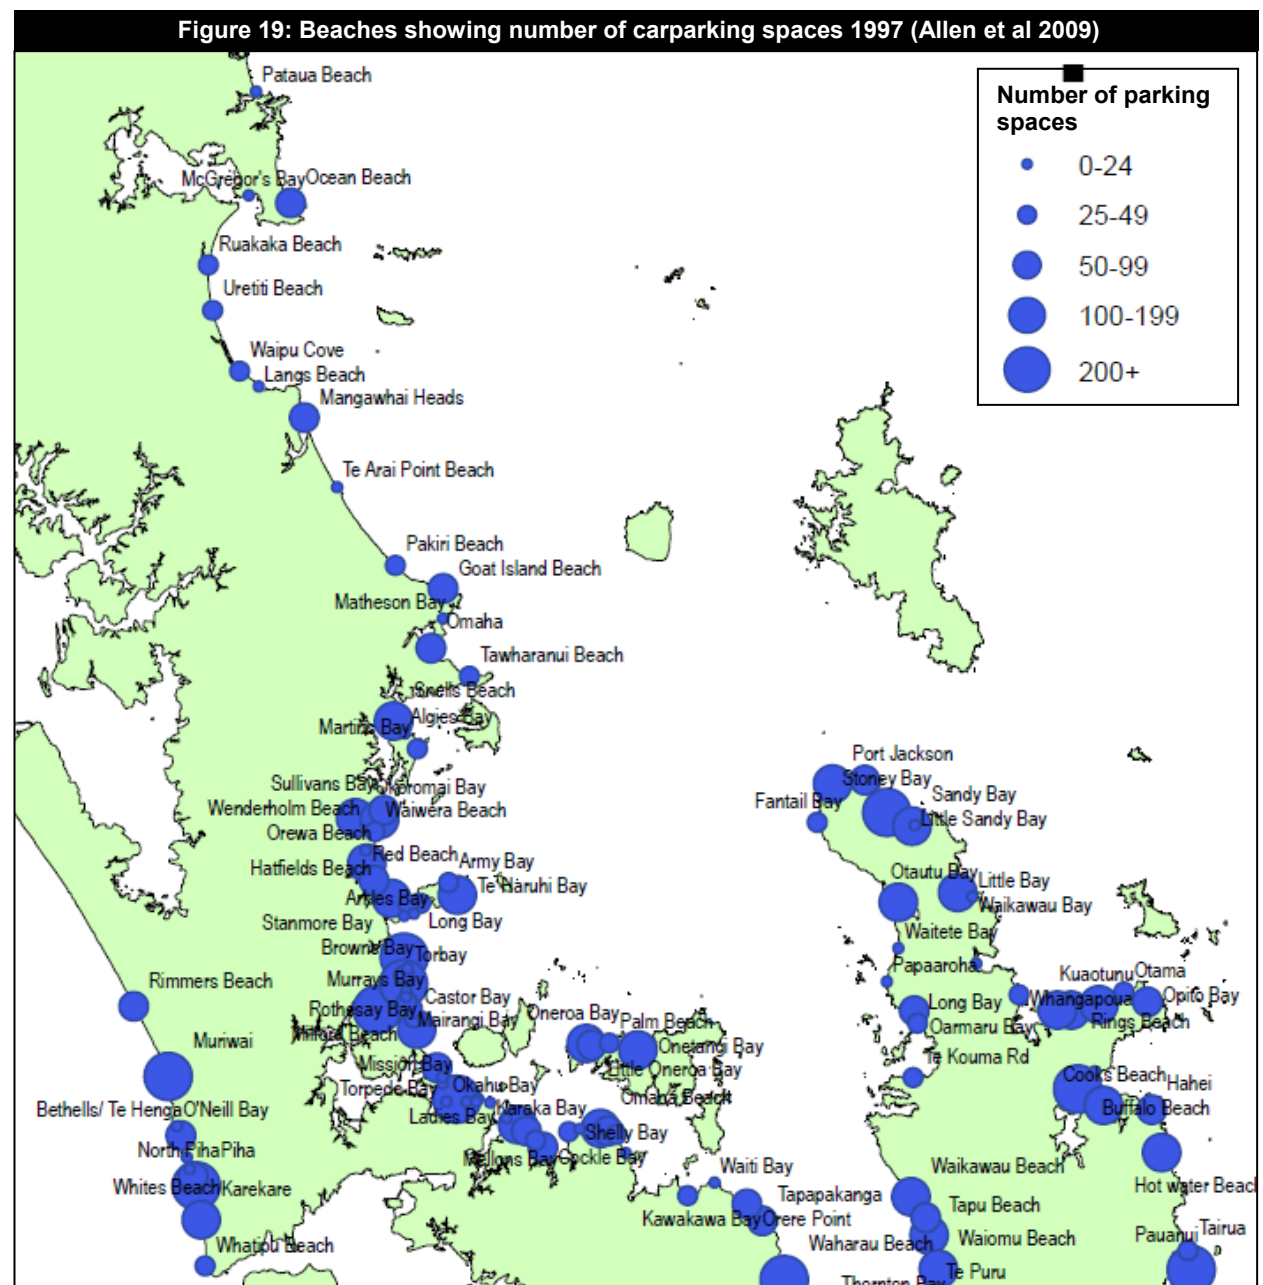 Figure 19: Beaches showing number of carparking spaces 1997 (Allen et al 2009)
Number of parking
spaces
0-24
25-49
50-99
100-199
200+
Pataua Beach
McGregor's Bay
Ocean Beach
Ruakaka Beach
Uretiti Beach
Waipu Cove
Langs Beach
Mangawhai Heads
Te Arai Point Beach
Pakiri Beach
Goat Island Beach
Matheson Bay
Omaha
Tawharanui Beach
Snells Beach
Algies Bay
Martins Bay
Sullivans Bay
Wenderholm Beach
Waiwera Beach
Orewa Beach
Red Beach
Hatfields Beach
Army Bay
Te Haruhi Bay
Arkles Bay
Stanmore Bay
Long Bay
Browns Bay
Torbay
Murrays Bay
Rothesay Bay
Castor Bay
Mairangi Bay
Milford Beach
Rimmers Beach
Muriwai
Bethells/ Te Henga
O'Neill Bay
North Piha
Piha
Whites Beach
Karekare
Whatipu Beach
Mission Bay
Torpedo Bay
Okahu Bay
Ladies Bay
Karaka Bay
Mellons Bay
Cockle Bay
Shelly Bay
Oneroa Bay
Palm Beach
Onetangi Bay
Little Oneroa Bay
Omana Beach
Waiti Bay
Kawakawa Bay
Orere Point
Tapapakanga
Waharau Beach
Port Jackson
Stoney Bay
Fantail Bay
Sandy Bay
Little Sandy Bay
Otautu Bay
Little Bay
Waikawau Bay
Waitete Bay
Papaaroha
Long Bay
Oarmaru Bay
Te Kouma Rd
Kuaotunu
Otama
Whangapoua
Opito Bay
Rings Beach
Cooks Beach
Hahei
Buffalo Beach
Hot water Beach
Waikawau Beach
Tapu Beach
Waiomu Beach
Te Puru
Thornton Bay
Pauanui
Tairua